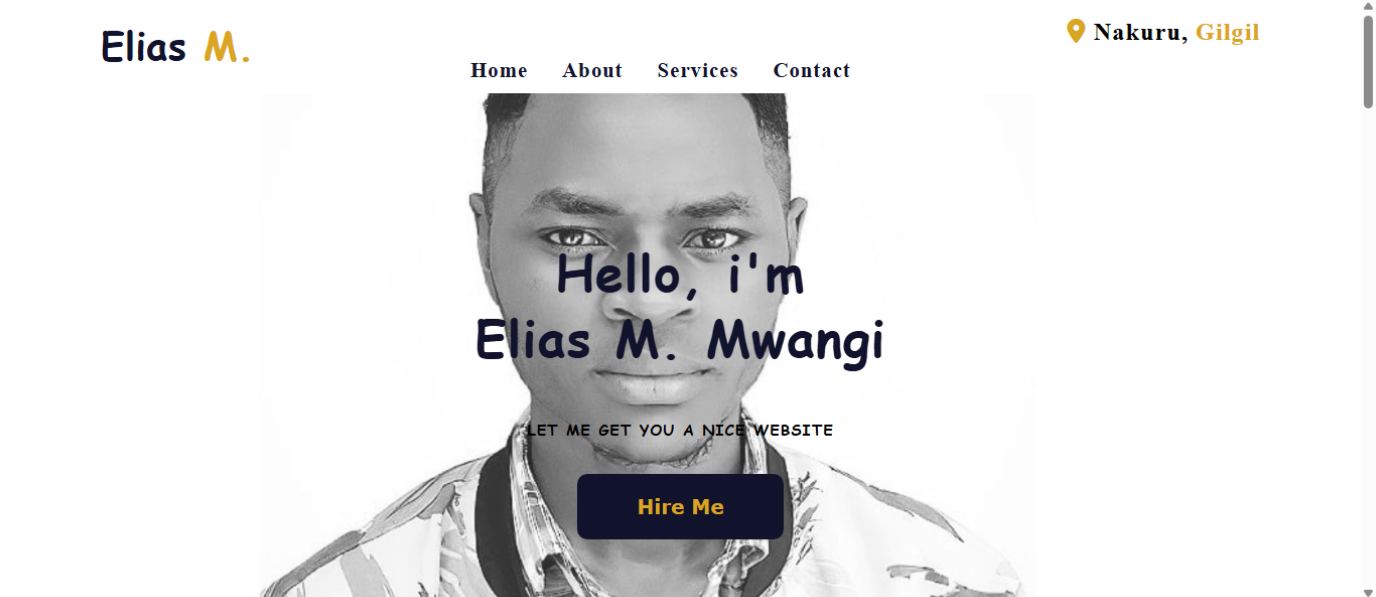 Elias M.
Nakuru, Gilgil
Home About Services Contact
Hello, i'm
Elias M. Mwangi
LET ME GET YOU A NICE WEBSITE
Hire Me